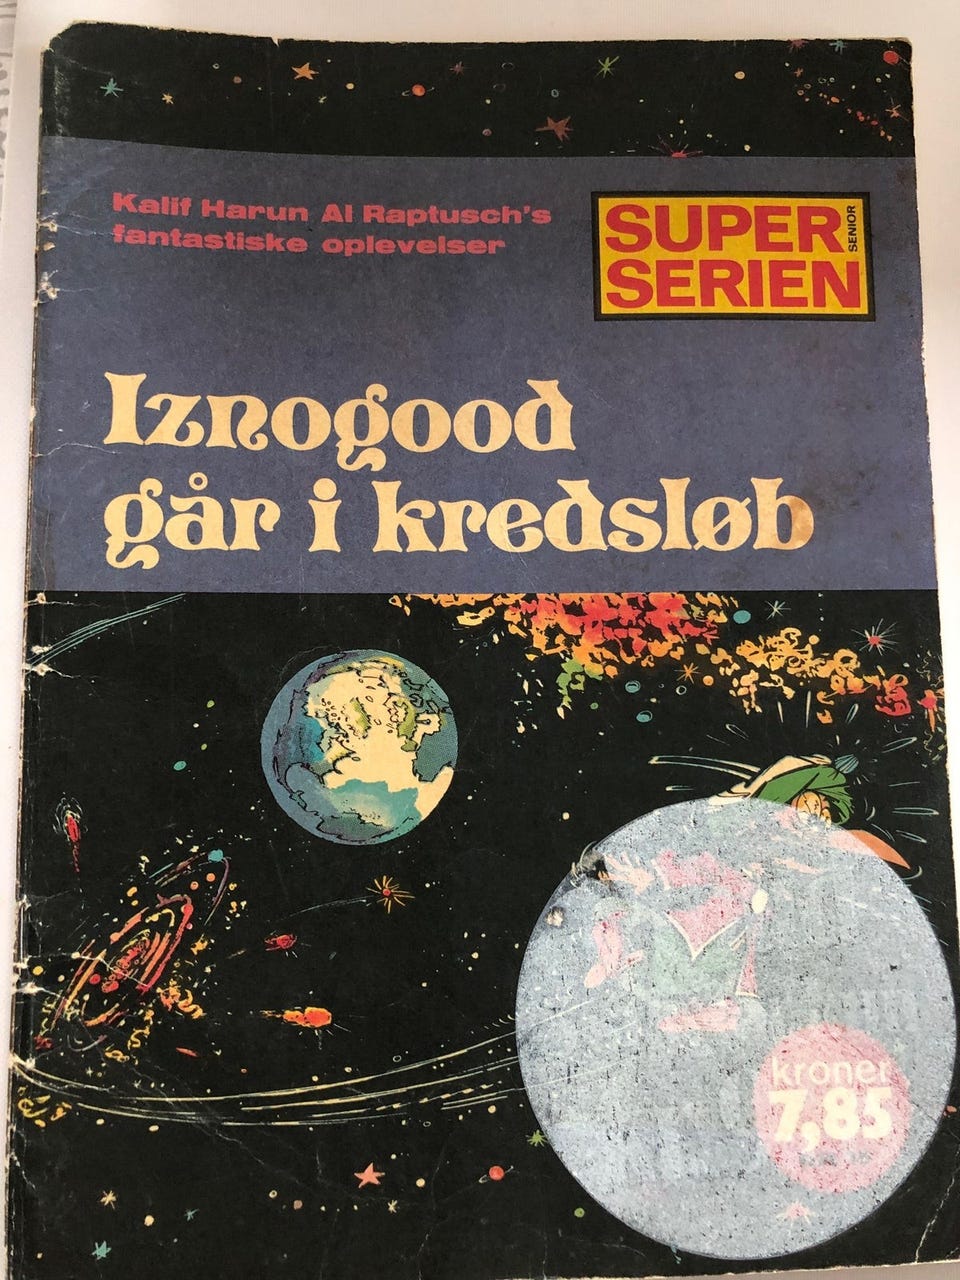 Kalif Harun Al Raptusch's
fantastiske oplevelser
SUPER
SERIEN
SENIOR
Iznogood
går i kredsløb
kroner
7,85